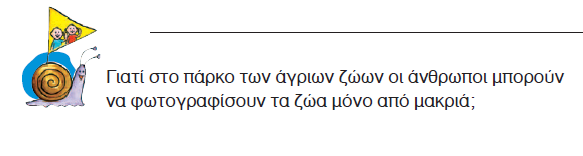 Γιατί στο πάρκο των άγριων ζώων οι άνθρωποι μπορούν
να φωτογραφίσουν τα ζώα μόνο από μακριά;